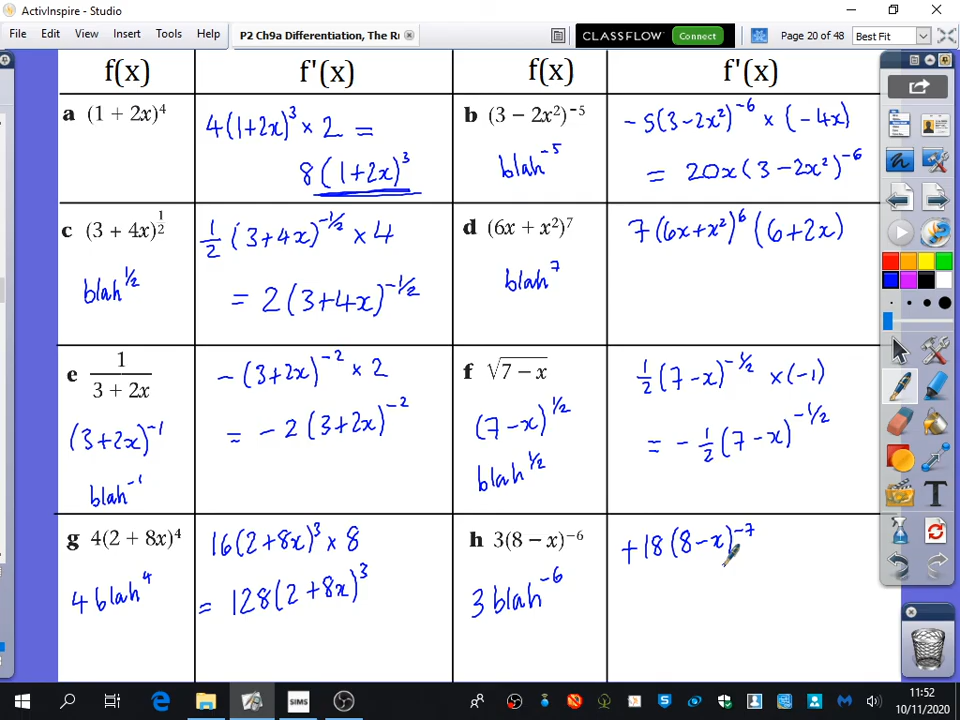 ActivInspire - Studio
File Edit View Insert Tools Help P2 Ch9a Differentiation, The Rr CLASSFLOW Connect Page 20 of 48 Best Fit
f(x) f'(x) f(x) f'(x)
a (1 + 2x)⁴ 4(1+2x)³ × 2 =
8(1+2x)³
b (3 − 2x²)⁻⁵ - 5(3-2x²)⁻⁶ × (-4x)
blah⁻⁵ = 20x(3-2x²)⁻⁶
c (3 + 4x)^(1/2) 1/2 (3+4x)^(-1/2) × 4
blah^(1/2) = 2(3+4x)^(-1/2)
d (6x + x²)⁷ 7(6x+x²)⁶(6+2x)
blah⁷
e 1/(3 + 2x) -(3+2x)⁻² × 2
(3+2x)⁻¹ = -2(3+2x)⁻²
blah⁻¹
f √(7 − x) 1/2 (7-x)^(-1/2) × (-1)
(7-x)^(1/2) = - 1/2 (7-x)^(-1/2)
blah^(1/2)
g 4(2 + 8x)⁴ 16(2+8x)³ × 8
4 blah⁴ = 128(2+8x)³
h 3(8 − x)⁻⁶ +18(8-x)⁻⁷
3 blah⁻⁶
SIMS
11:52
10/11/2020